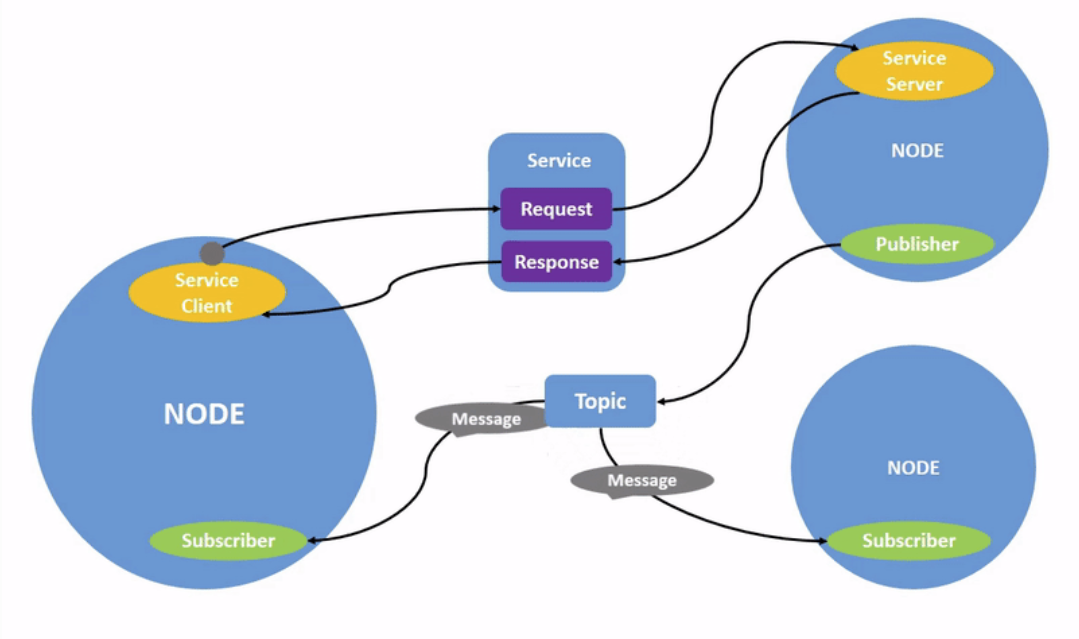 Service
Server
NODE
Publisher
Service
Request
Response
Service
Client
NODE
Subscriber
Topic
Message
Message
NODE
Subscriber